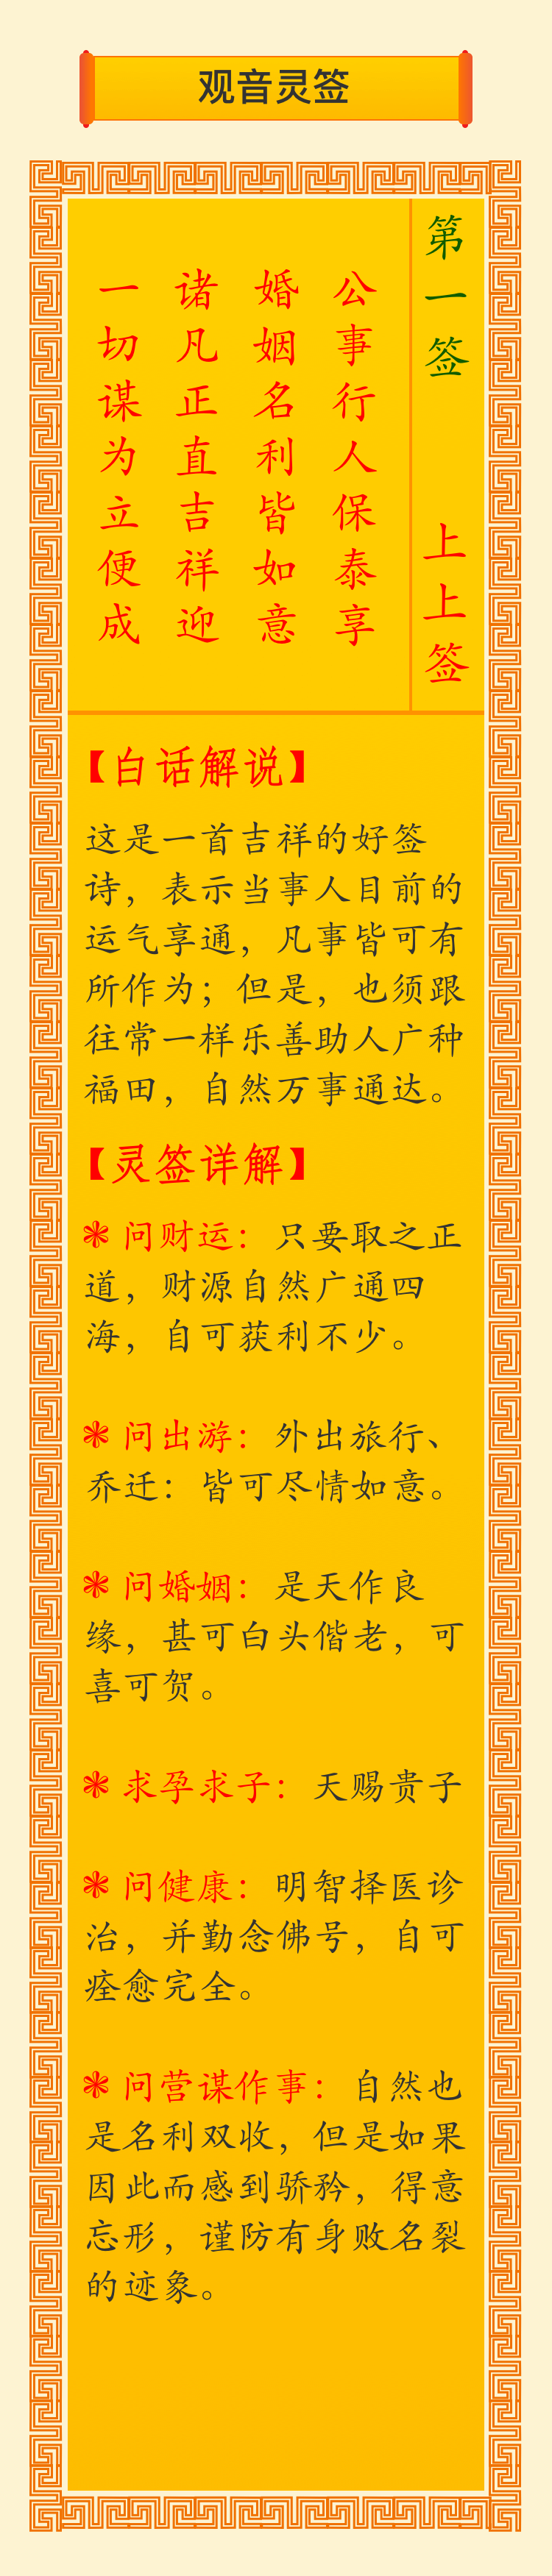 观音灵签
第一签 上上签
公事行人保泰享
婚姻名利皆如意
诸凡正直吉祥迎
一切谋为立便成
【白话解说】
这是一首吉祥的好签
诗，表示当事人目前的
运气享通，凡事皆可有
所作为；但是，也须跟
往常一样乐善助人广种
福田，自然万事通达。
【灵签详解】
❃ 问财运：只要取之正
道，财源自然广通四
海，自可获利不少。
❃ 问出游：外出旅行、
乔迁：皆可尽情如意。
❃ 问婚姻：是天作良
缘，甚可白头偕老，可
喜可贺。
❃ 求孕求子：天赐贵子
❃ 问健康：明智择医诊
治，并勤念佛号，自可
痊愈完全。
❃ 问营谋作事：自然也
是名利双收，但是如果
因此而感到骄矜，得意
忘形，谨防有身败名裂
的迹象。